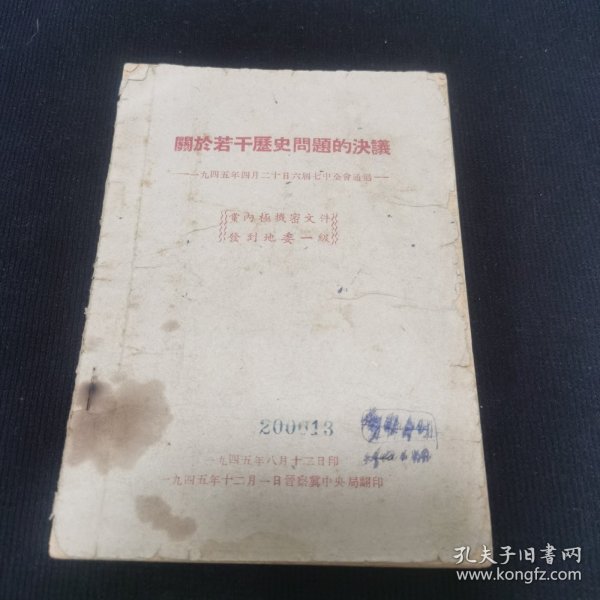 關於若干歷史問題的決議
——一九四五年四月二十日六屆七中全會通過——
黨內極機密文件
發到地委一級
200613
一九四五年八月十二日印
一九四五年十二月一日晉察冀中央局翻印
孔夫子旧书网
www.kongfz.com